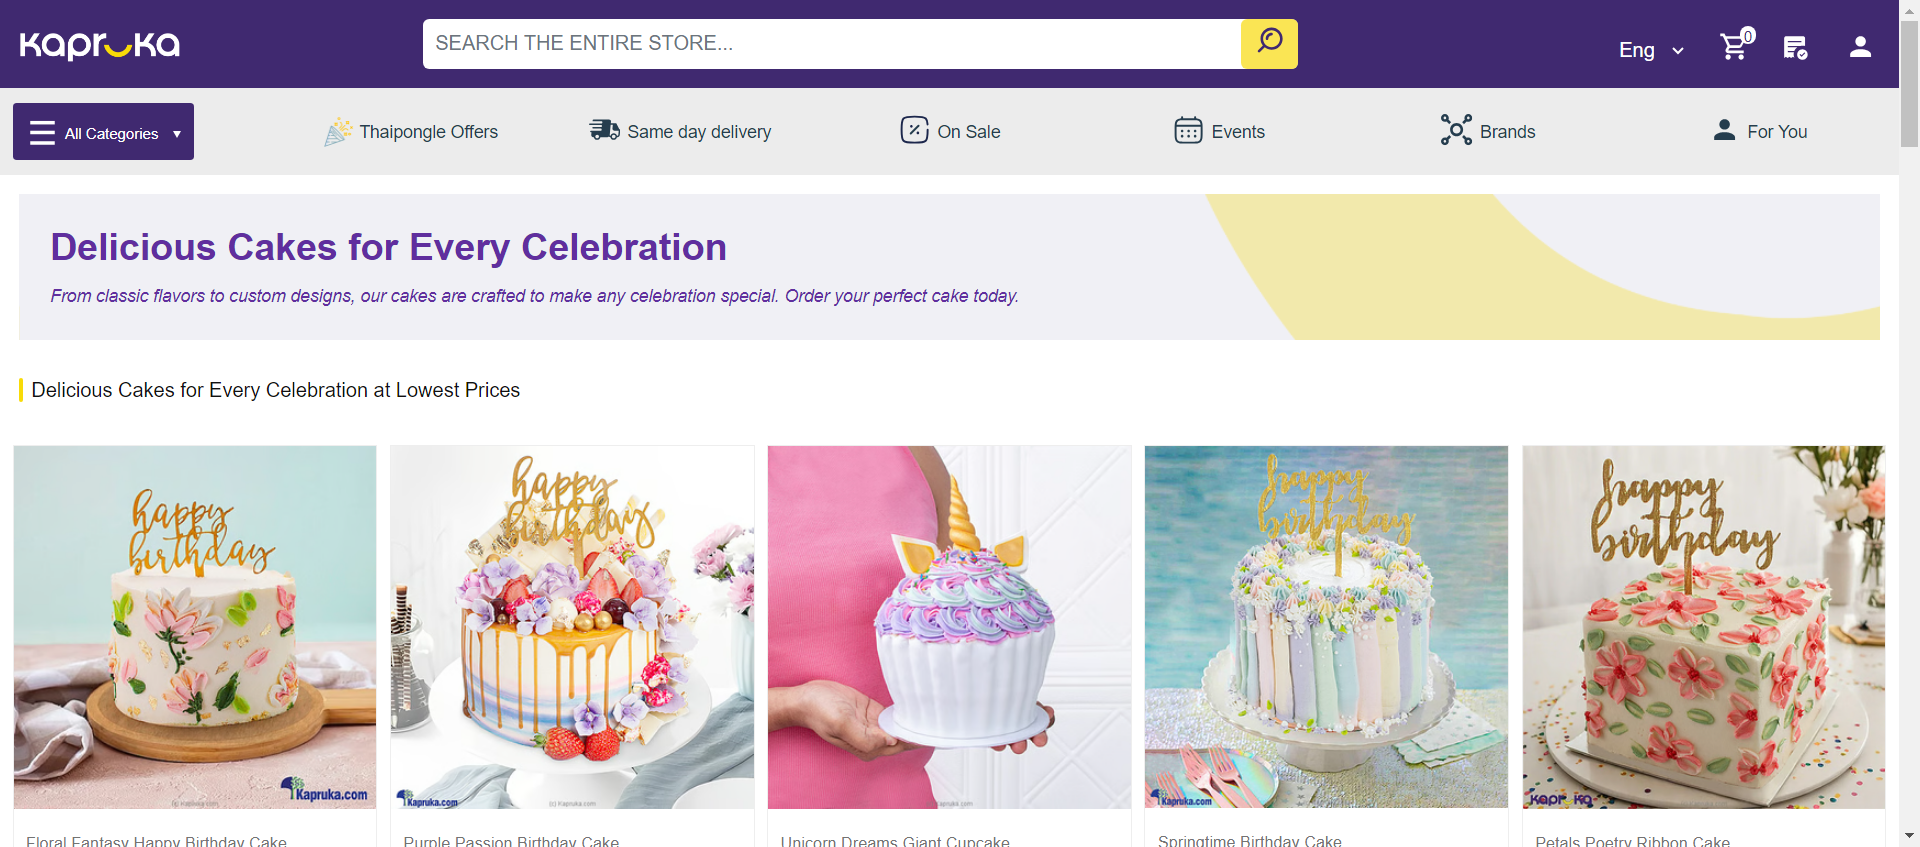 Kapruka
SEARCH THE ENTIRE STORE...
Eng
0
All Categories ▼
Thaipongle Offers
Same day delivery
On Sale
Events
Brands
For You
Delicious Cakes for Every Celebration
From classic flavors to custom designs, our cakes are crafted to make any celebration special. Order your perfect cake today.
Delicious Cakes for Every Celebration at Lowest Prices
happy
birthday
Kapruka.com
happy
birthday
Kapruka.com
(c) Kapruka.com
happy
birthday
Kapruka.com
happy
birthday
Kapruka
Floral Fantasy Happy Birthday Cake
Purple Passion Birthday Cake
Unicorn Dreams Giant Cupcake
Springtime Birthday Cake
Petals Poetry Ribbon Cake